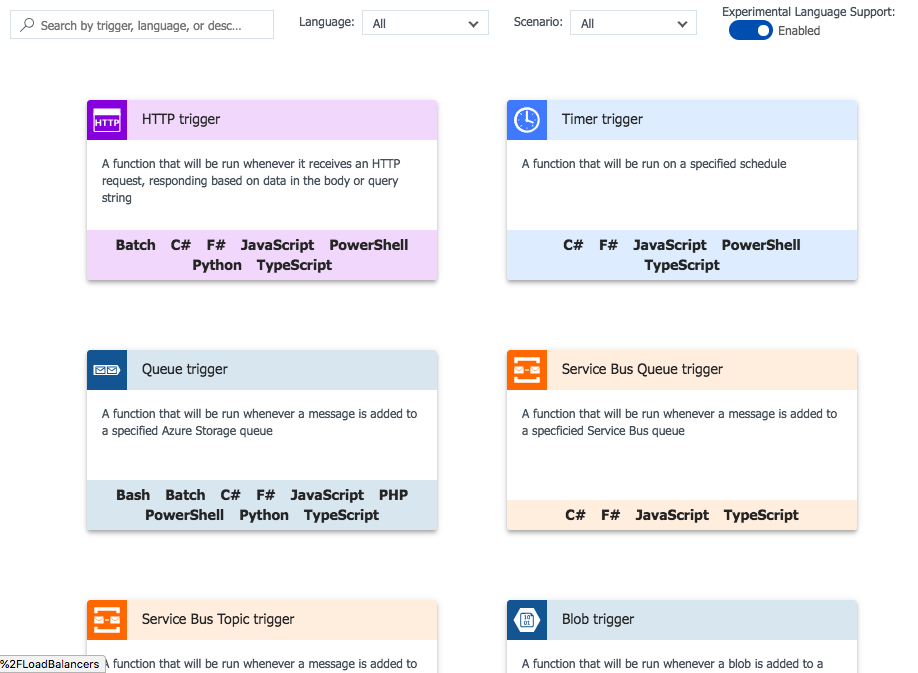 Search by trigger, language, or desc...
Language:
All
Scenario:
All
Experimental Language Support:
Enabled
HTTP
HTTP trigger
A function that will be run whenever it receives an HTTP
request, responding based on data in the body or query
string
Batch C# F# JavaScript PowerShell
Python TypeScript
Timer trigger
A function that will be run on a specified schedule
C# F# JavaScript PowerShell
TypeScript
Queue trigger
A function that will be run whenever a message is added to
a specified Azure Storage queue
Bash Batch C# F# JavaScript PHP
PowerShell Python TypeScript
Service Bus Queue trigger
A function that will be run whenever a message is added to
a specficied Service Bus queue
C# F# JavaScript TypeScript
Service Bus Topic trigger
A function that will be run whenever a message is added to
10
01
Blob trigger
A function that will be run whenever a blob is added to a
%2FLoadBalancers